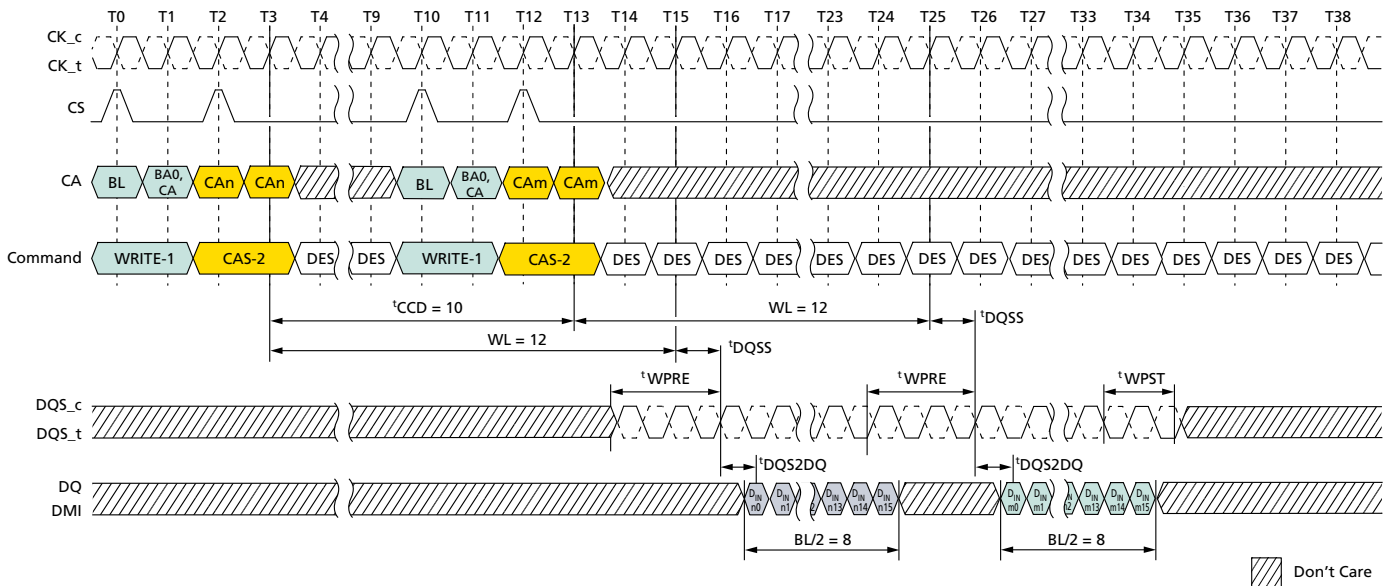 T0 T1 T2 T3 T4 T9 T10 T11 T12 T13 T14 T15 T16 T17 T23 T24 T25 T26 T27 T33 T34 T35 T36 T37 T38
CK_c
CK_t
CS
CA BL BA0, CA CAn CAn BL BA0, CA CAm CAm
Command WRITE-1 CAS-2 DES DES WRITE-1 CAS-2 DES DES DES DES DES DES DES DES DES DES DES DES DES DES DES
tCCD = 10 WL = 12 tDQSS
WL = 12 tDQSS
tWPRE tWPRE tWPST
DQS_c
DQS_t
tDQS2DQ tDQS2DQ
DQ
DMI
DIN n0 DIN n1 DIN n13 DIN n14 DIN n15 DIN m0 DIN m1 DIN m13 DIN m14 DIN m15
BL/2 = 8 BL/2 = 8
Don't Care